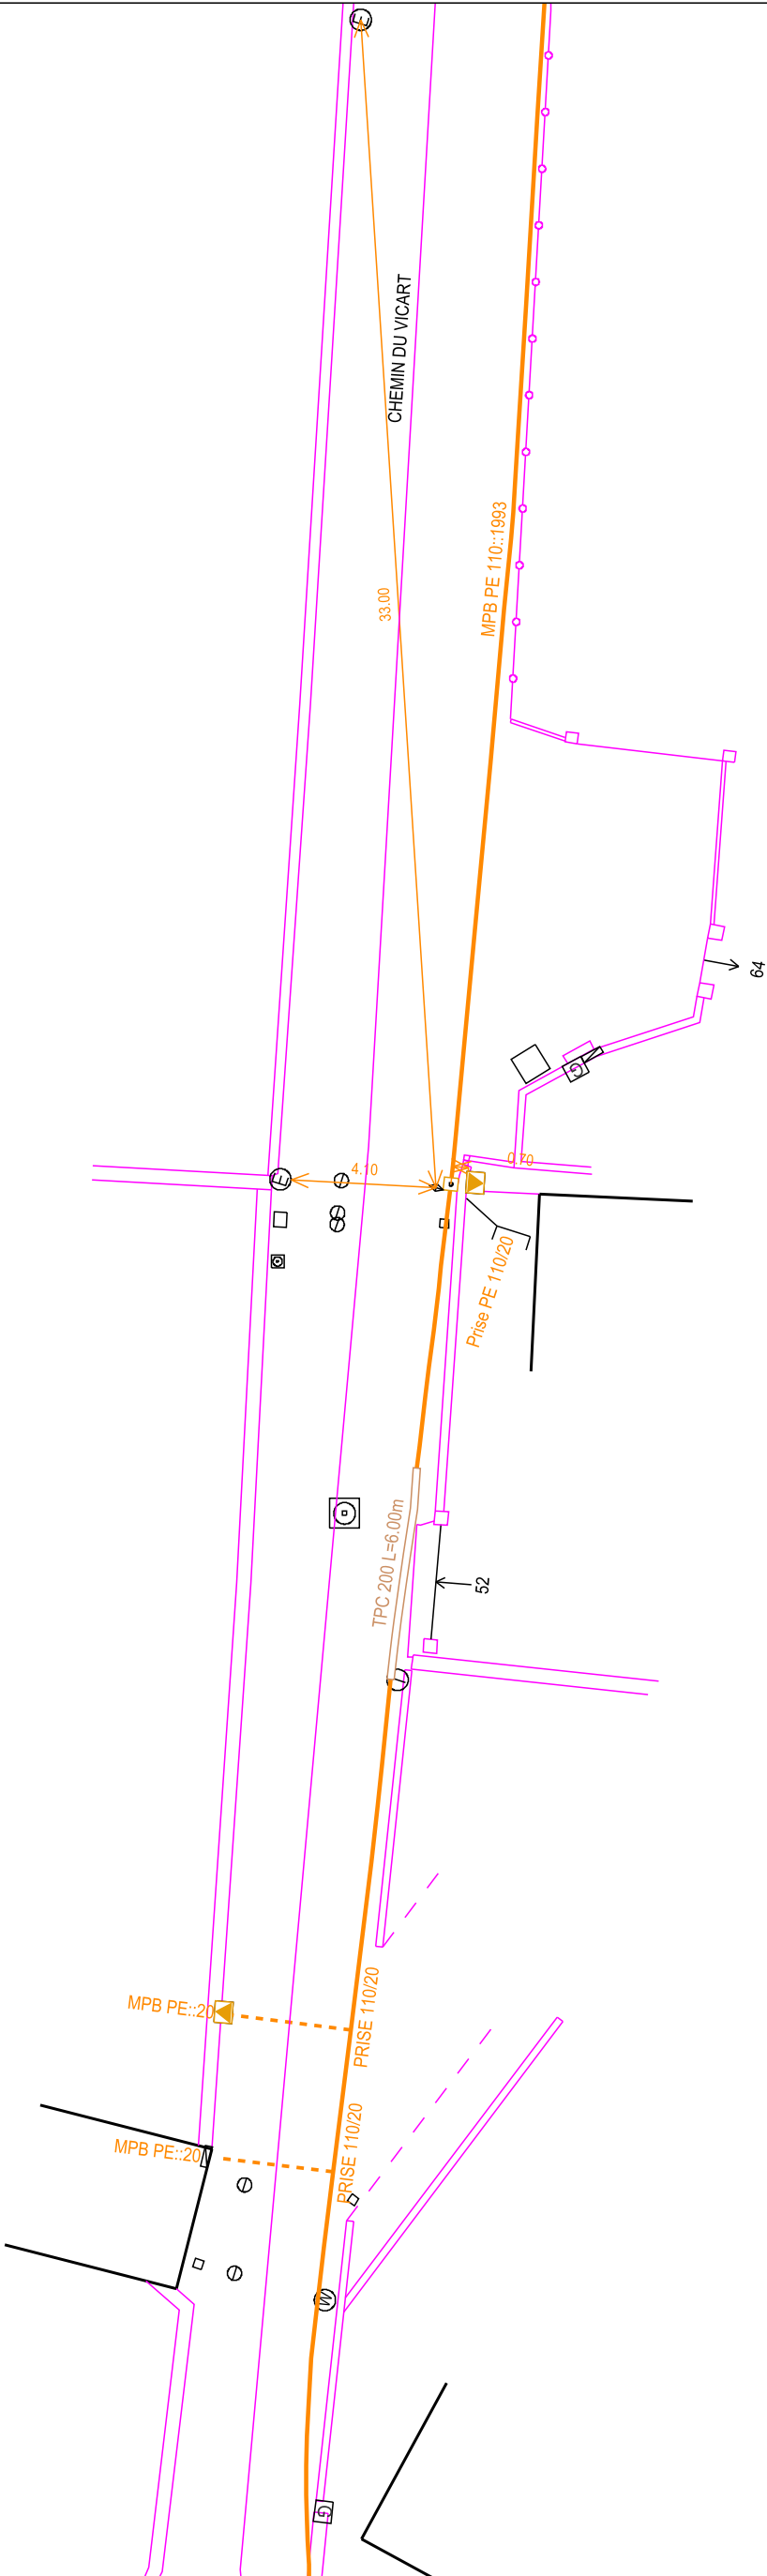 E
CHEMIN DU VICART
MPB PE 110::1993
33.00
64
G
4.10
0.70
E
Prise PE 110/20
TPC 200 L=6.00m
52
MPB PE::20
PRISE 110/20
MPB PE::20
PRISE 110/20
W
G